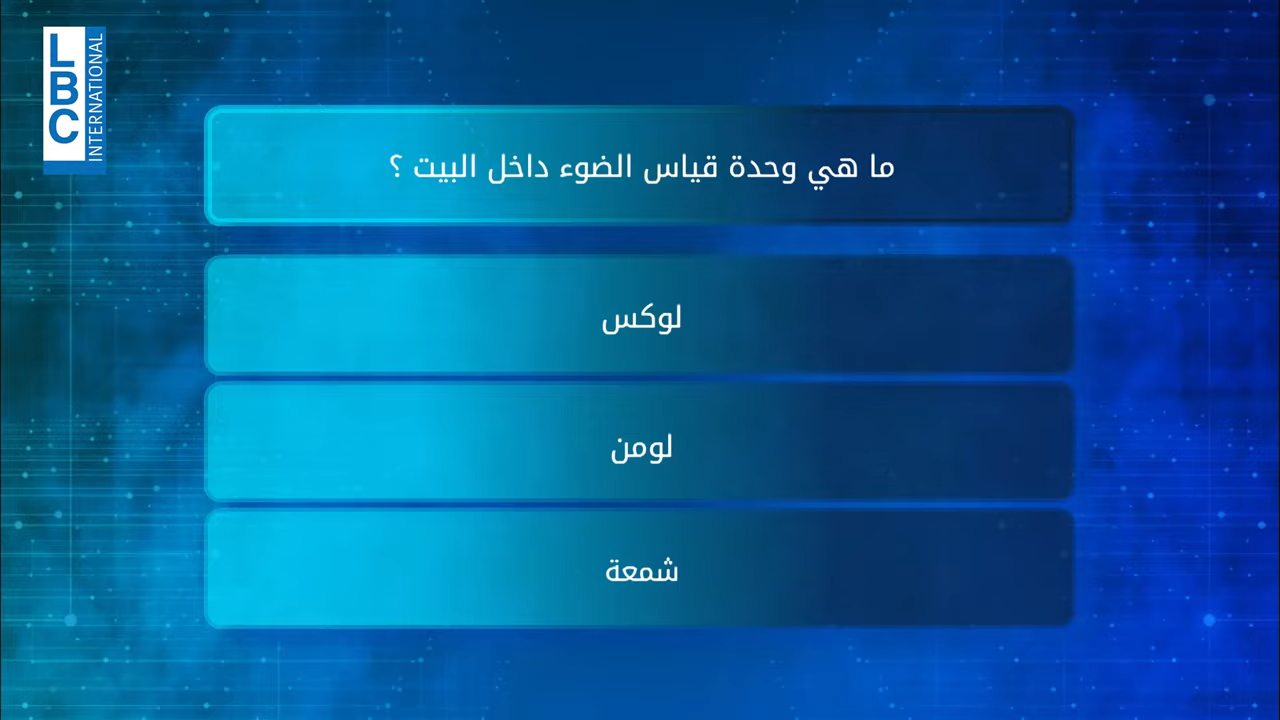 LBC
INTERNATIONAL
ما هي وحدة قياس الضوء داخل البيت ؟
لوكس
لومن
شمعة